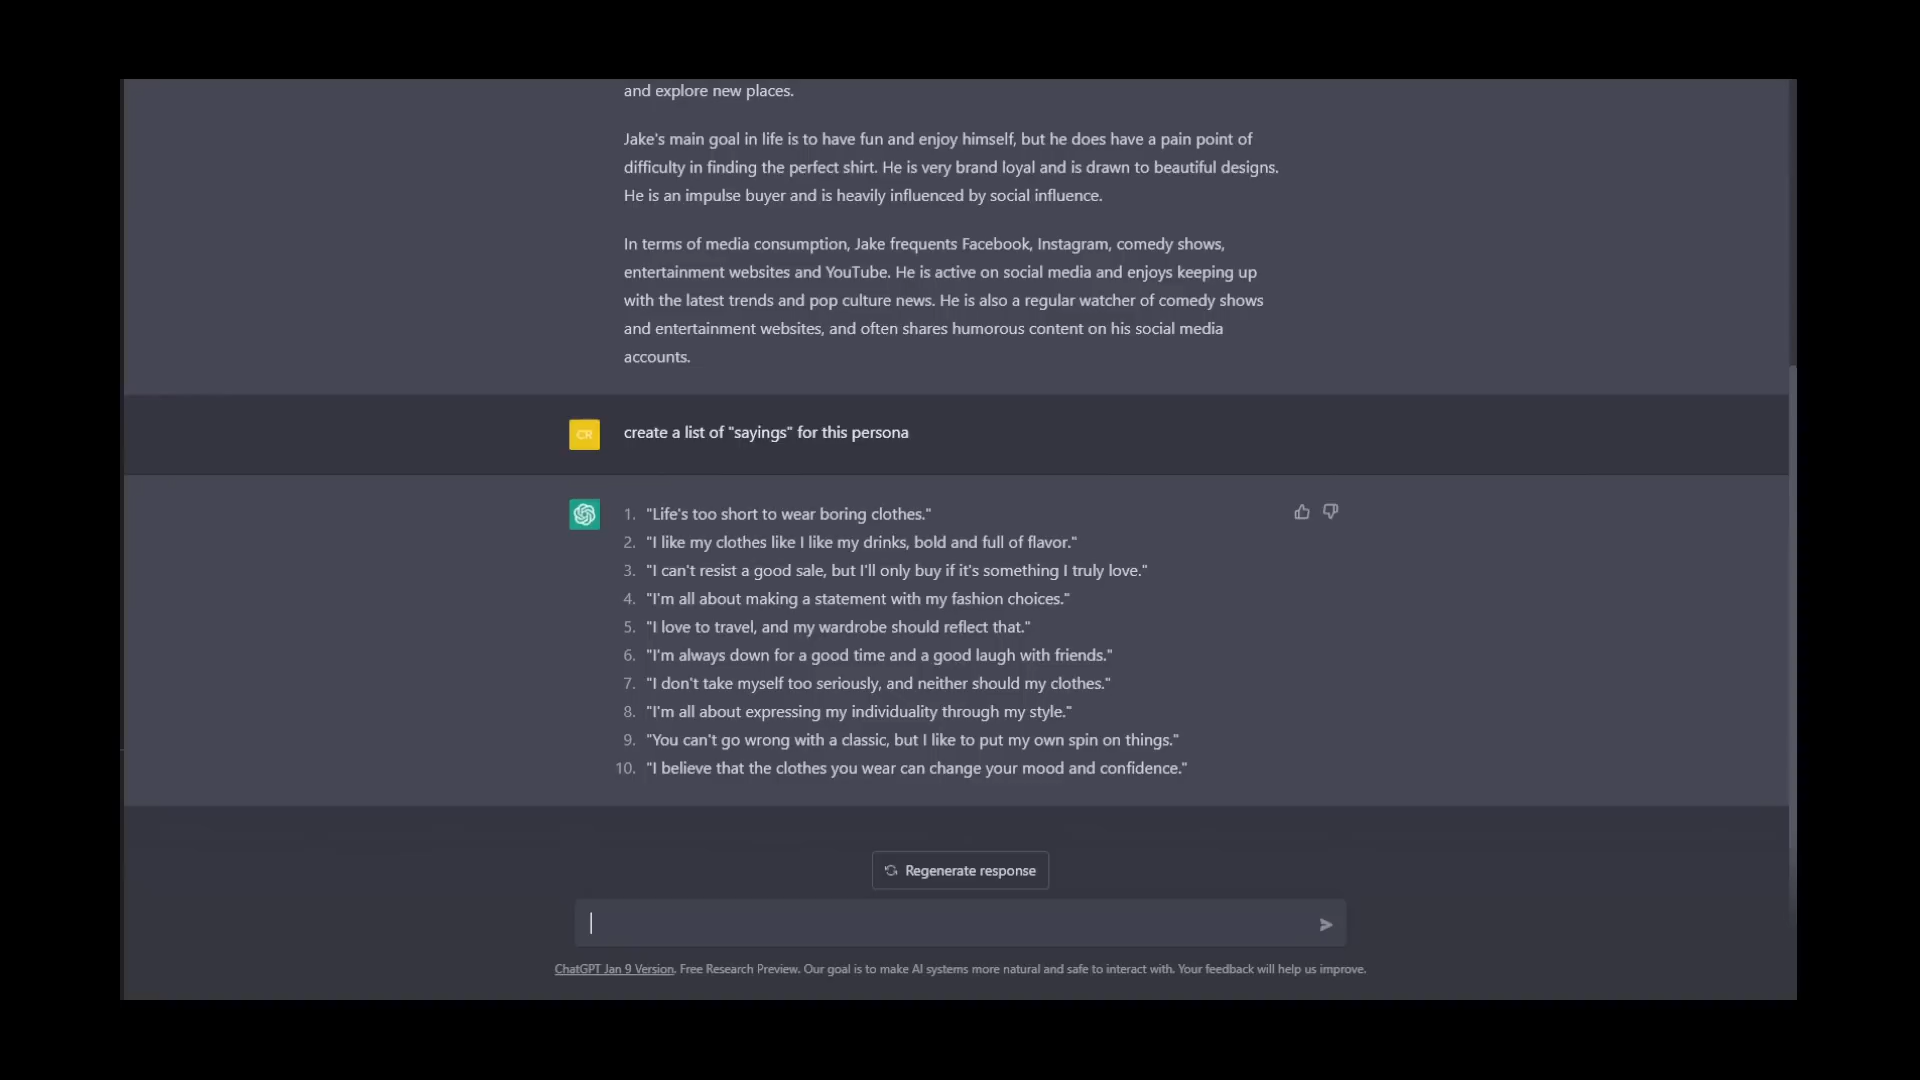 and explore new places.
Jake's main goal in life is to have fun and enjoy himself, but he does have a pain point of
difficulty in finding the perfect shirt. He is very brand loyal and is drawn to beautiful designs.
He is an impulse buyer and is heavily influenced by social influence.
In terms of media consumption, Jake frequents Facebook, Instagram, comedy shows,
entertainment websites and YouTube. He is active on social media and enjoys keeping up
with the latest trends and pop culture news. He is also a regular watcher of comedy shows
and entertainment websites, and often shares humorous content on his social media
accounts.
CR
create a list of "sayings" for this persona
1. "Life's too short to wear boring clothes."
2. "I like my clothes like I like my drinks, bold and full of flavor."
3. "I can't resist a good sale, but I'll only buy if it's something I truly love."
4. "I'm all about making a statement with my fashion choices."
5. "I love to travel, and my wardrobe should reflect that."
6. "I'm always down for a good time and a good laugh with friends."
7. "I don't take myself too seriously, and neither should my clothes."
8. "I'm all about expressing my individuality through my style."
9. "You can't go wrong with a classic, but I like to put my own spin on things."
10. "I believe that the clothes you wear can change your mood and confidence."
Regenerate response
ChatGPT Jan 9 Version. Free Research Preview. Our goal is to make AI systems more natural and safe to interact with. Your feedback will help us improve.